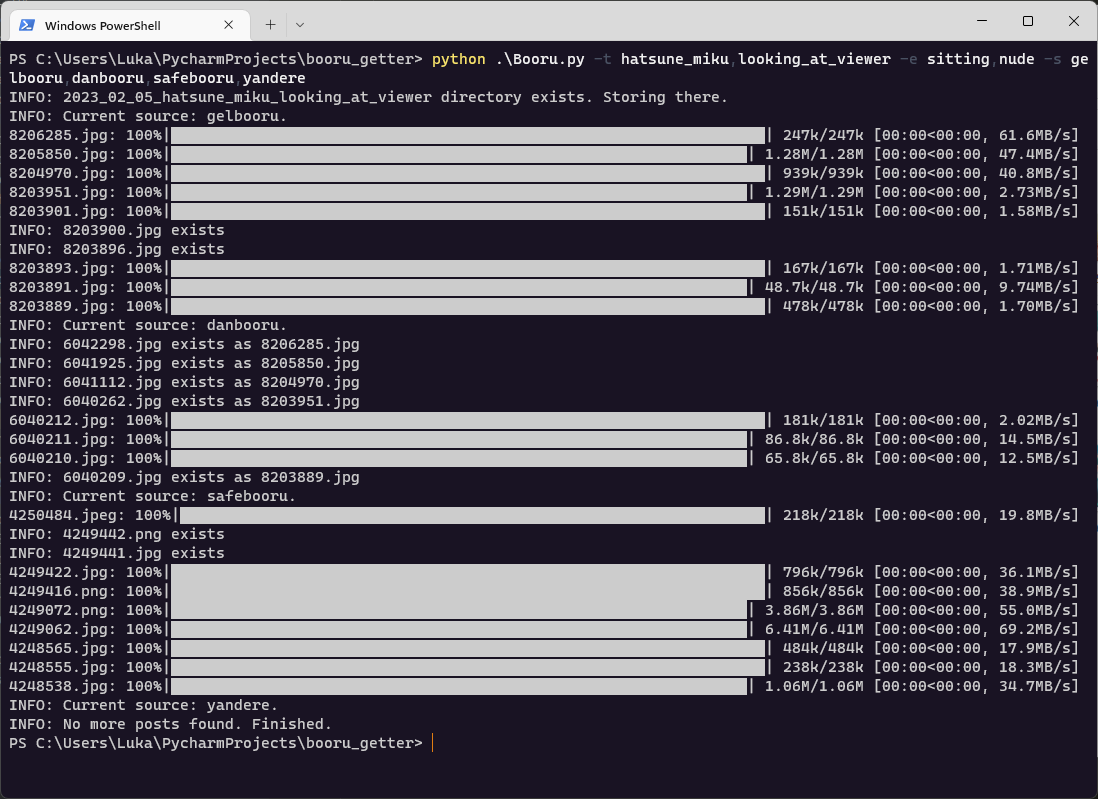 Windows PowerShell
PS C:\Users\Luka\PycharmProjects\booru_getter> python .\Booru.py -t hatsune_miku,looking_at_viewer -e sitting,nude -s ge
lbooru,danbooru,safebooru,yandere
INFO: 2023_02_05_hatsune_miku_looking_at_viewer directory exists. Storing there.
INFO: Current source: gelbooru.
8206285.jpg: 100%| | 247k/247k [00:00<00:00, 61.6MB/s]
8205850.jpg: 100%| | 1.28M/1.28M [00:00<00:00, 47.4MB/s]
8204970.jpg: 100%| | 939k/939k [00:00<00:00, 40.8MB/s]
8203951.jpg: 100%| | 1.29M/1.29M [00:00<00:00, 2.73MB/s]
8203901.jpg: 100%| | 151k/151k [00:00<00:00, 1.58MB/s]
INFO: 8203900.jpg exists
INFO: 8203896.jpg exists
8203893.jpg: 100%| | 167k/167k [00:00<00:00, 1.71MB/s]
8203891.jpg: 100%| | 48.7k/48.7k [00:00<00:00, 9.74MB/s]
8203889.jpg: 100%| | 478k/478k [00:00<00:00, 1.70MB/s]
INFO: Current source: danbooru.
INFO: 6042298.jpg exists as 8206285.jpg
INFO: 6041925.jpg exists as 8205850.jpg
INFO: 6041112.jpg exists as 8204970.jpg
INFO: 6040262.jpg exists as 8203951.jpg
6040212.jpg: 100%| | 181k/181k [00:00<00:00, 2.02MB/s]
6040211.jpg: 100%| | 86.8k/86.8k [00:00<00:00, 14.5MB/s]
6040210.jpg: 100%| | 65.8k/65.8k [00:00<00:00, 12.5MB/s]
INFO: 6040209.jpg exists as 8203889.jpg
INFO: Current source: safebooru.
4250484.jpeg: 100%| | 218k/218k [00:00<00:00, 19.8MB/s]
INFO: 4249442.png exists
INFO: 4249441.jpg exists
4249422.jpg: 100%| | 796k/796k [00:00<00:00, 36.1MB/s]
4249416.png: 100%| | 856k/856k [00:00<00:00, 38.9MB/s]
4249072.png: 100%| | 3.86M/3.86M [00:00<00:00, 55.0MB/s]
4249062.jpg: 100%| | 6.41M/6.41M [00:00<00:00, 69.2MB/s]
4248565.jpg: 100%| | 484k/484k [00:00<00:00, 17.9MB/s]
4248555.jpg: 100%| | 238k/238k [00:00<00:00, 18.3MB/s]
4248538.jpg: 100%| | 1.06M/1.06M [00:00<00:00, 34.7MB/s]
INFO: Current source: yandere.
INFO: No more posts found. Finished.
PS C:\Users\Luka\PycharmProjects\booru_getter>